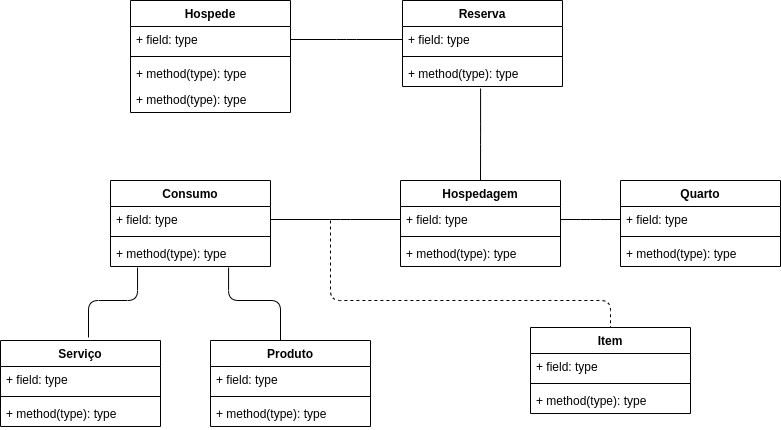 Hospede
+ field: type
+ method(type): type
+ method(type): type
Reserva
+ field: type
+ method(type): type
Consumo
+ field: type
+ method(type): type
Hospedagem
+ field: type
+ method(type): type
Quarto
+ field: type
+ method(type): type
Serviço
+ field: type
+ method(type): type
Produto
+ field: type
+ method(type): type
Item
+ field: type
+ method(type): type